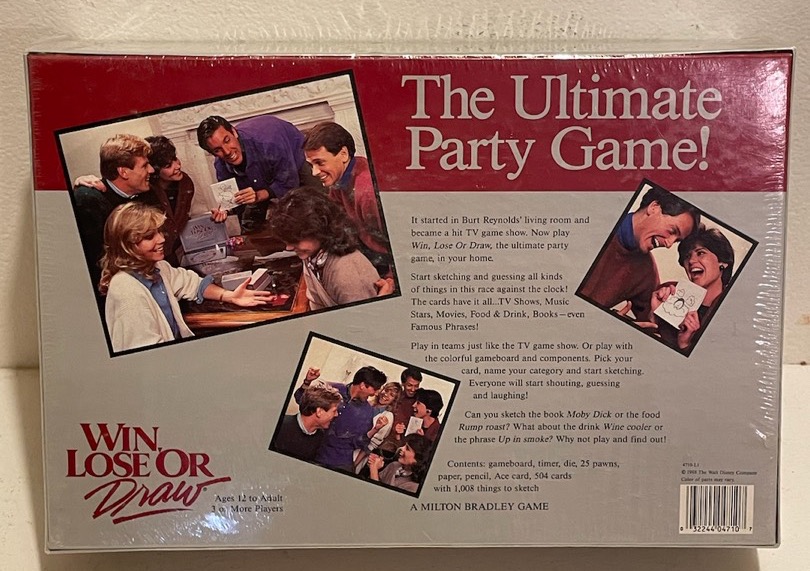 The Ultimate
Party Game!
It started in Burt Reynolds' living room and
became a hit TV game show. Now play
Win, Lose Or Draw, the ultimate party
game, in your home.
Start sketching and guessing all kinds
of things in this race against the clock!
The cards have it all...TV Shows, Music
Stars, Movies, Food & Drink, Books—even
Famous Phrases!
Play in teams just like the TV game show. Or play with
the colorful gameboard and components. Pick your
card, name your category and start sketching.
Everyone will start shouting, guessing
and laughing!
Can you sketch the book Moby Dick or the food
Rump roast? What about the drink Wine cooler or
the phrase Up in smoke? Why not play and find out!
Contents: gameboard, timer, die, 25 pawns,
paper, pencil, Ace card, 504 cards
with 1,008 things to sketch
A MILTON BRADLEY GAME
WIN,
LOSE OR
Draw
Ages 12 to Adult
3 or More Players
The Walt Disney Company
Color of parts may vary.
0 32244 04710 7